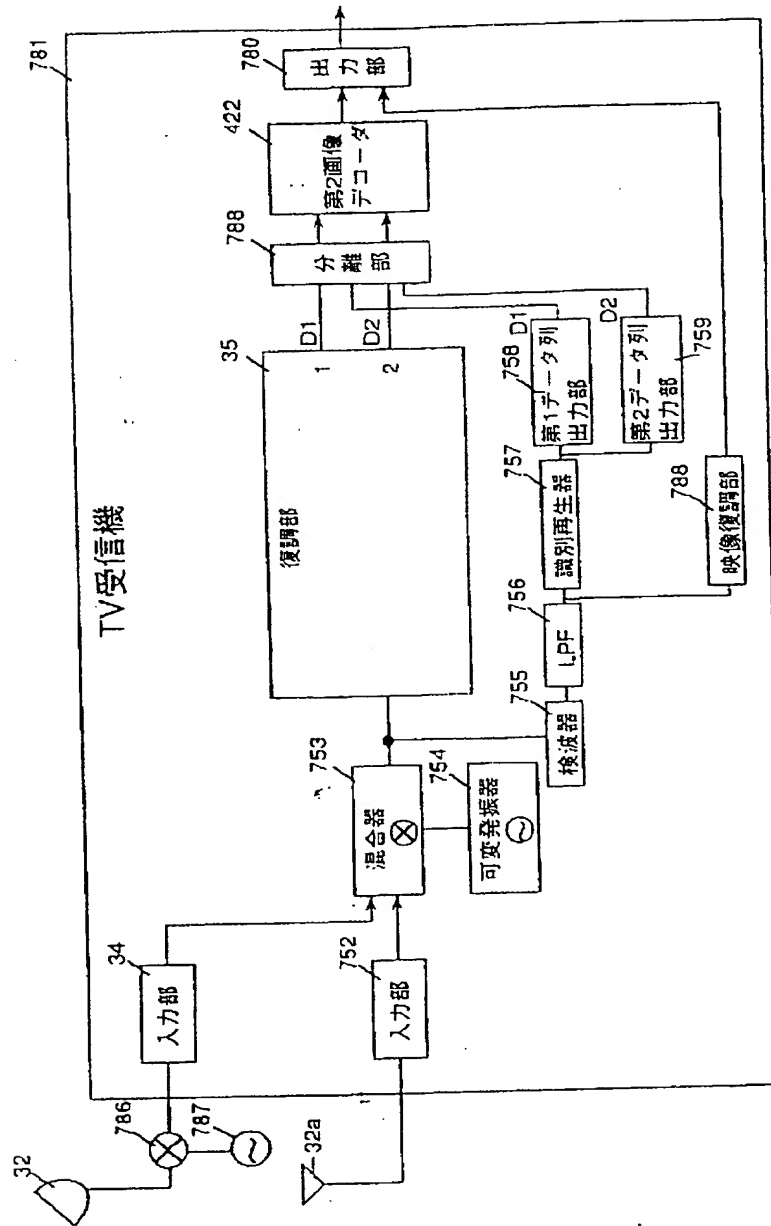 TV受信機
781
32
786
787
34
入力部
32a
752
入力部
753
混合器
754
可変発振器
35
復調部
1
2
D1
D2
788
分離部
422
第2画像
デコーダ
780
出力部
755
検波器
756
LPF
757
識別再生器
758
第1データ列
出力部
D1
759
第2データ列
出力部
D2
788
映像復調部